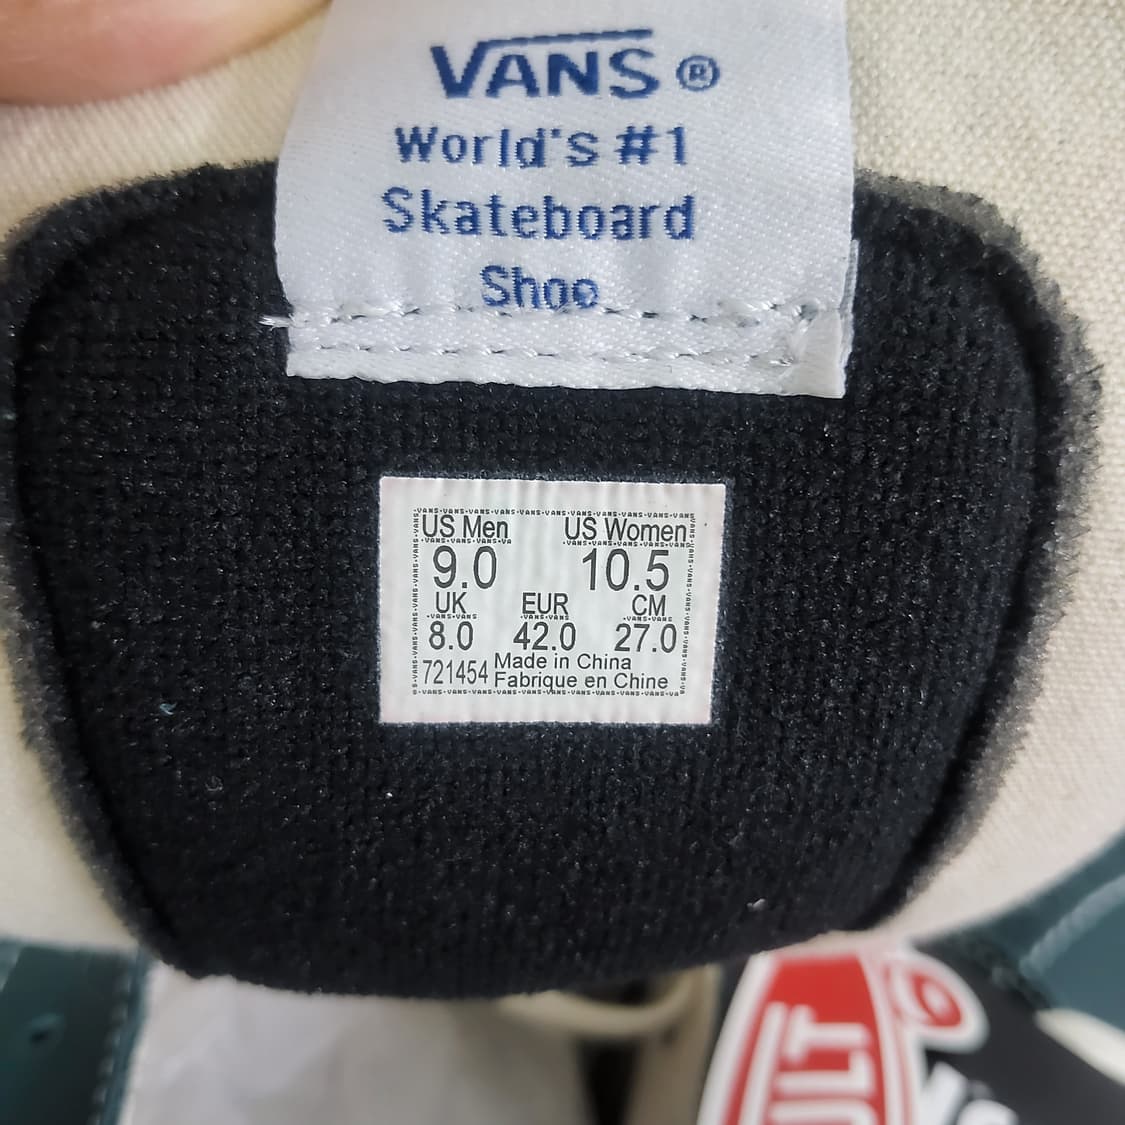 VANS ®
World's #1
Skateboard
Shoe
US Men US Women
9.0 10.5
UK EUR CM
8.0 42.0 27.0
721454 Made in China
Fabrique en Chine